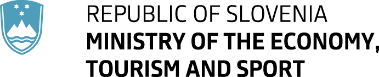 REPUBLIC OF SLOVENIA
MINISTRY OF THE ECONOMY,
TOURISM AND SPORT